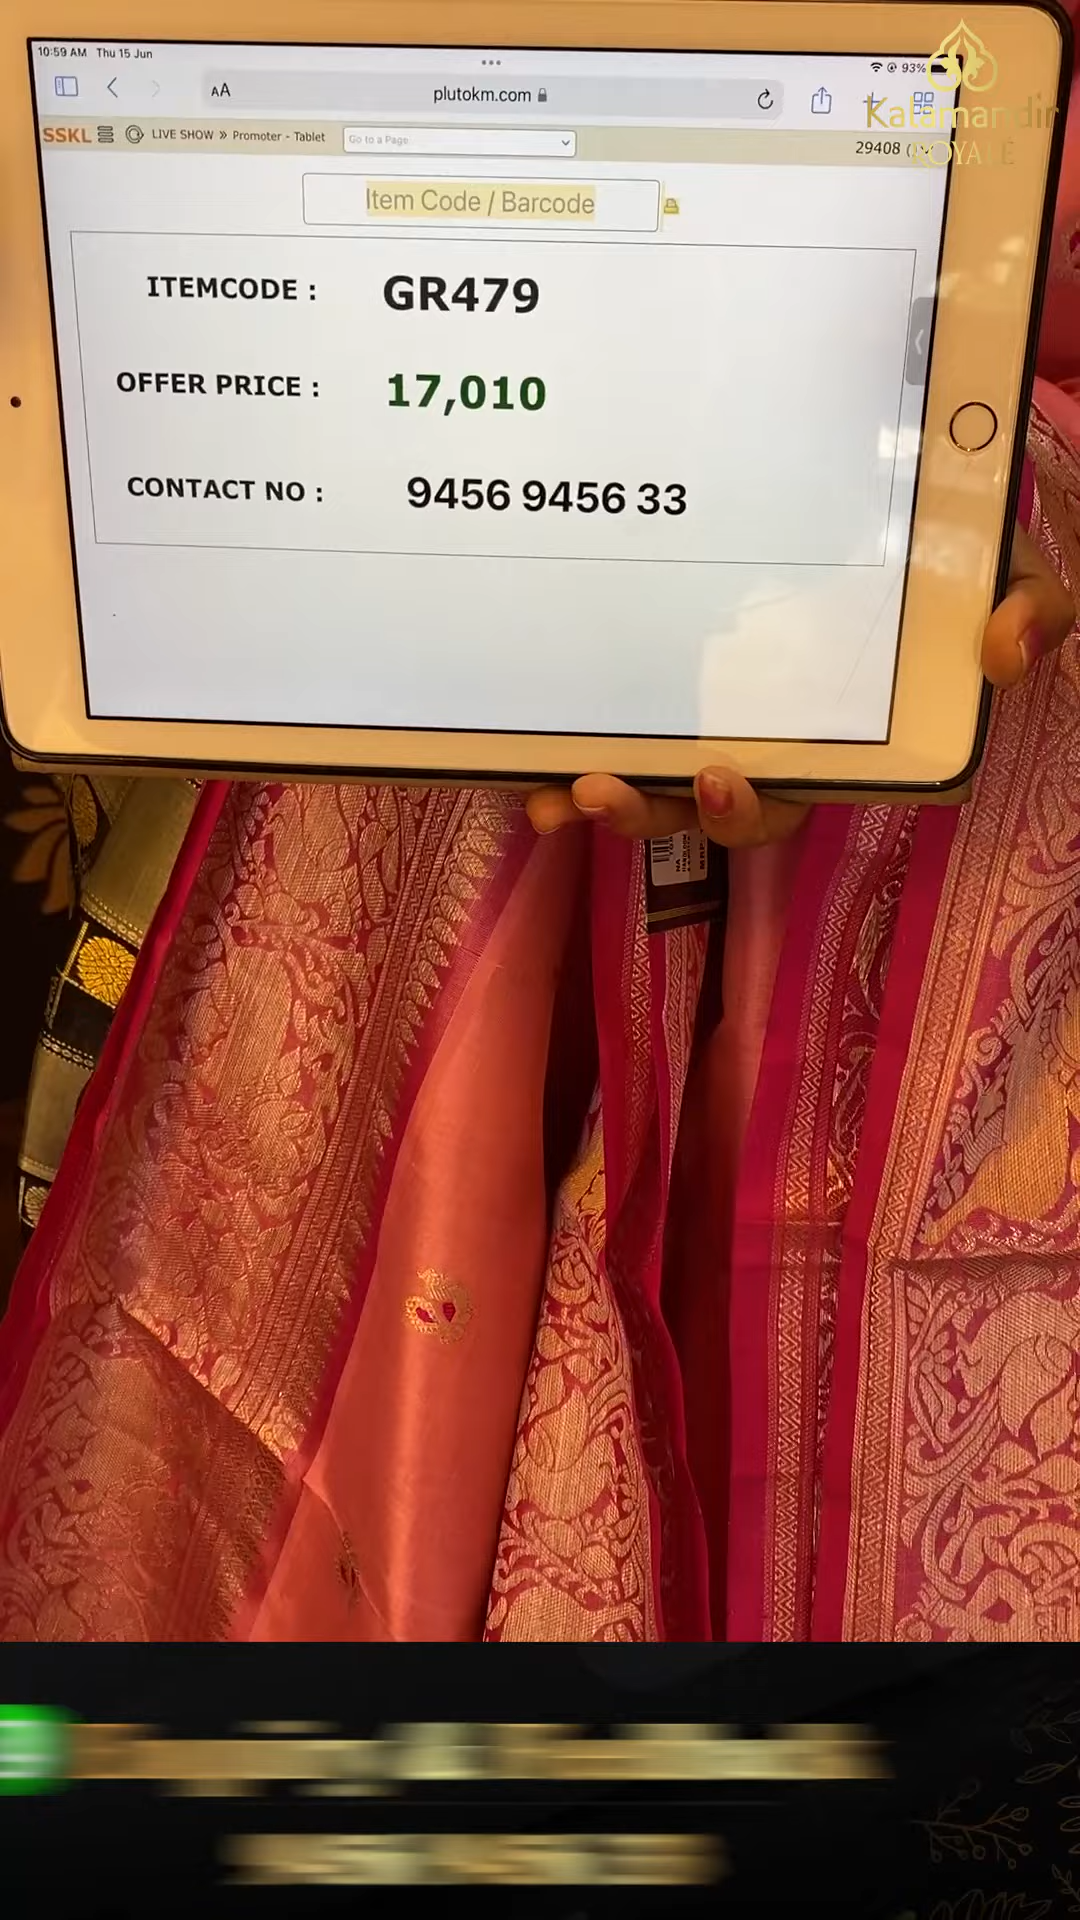 10:59 AM Thu 15 Jun
93%
AA
plutokm.com
Kalamandir
ROYALE
SSKL
LIVE SHOW » Promoter - Tablet
Go to a Page
29408
Item Code / Barcode
ITEMCODE : GR479
OFFER PRICE : 17,010
CONTACT NO : 9456 9456 33